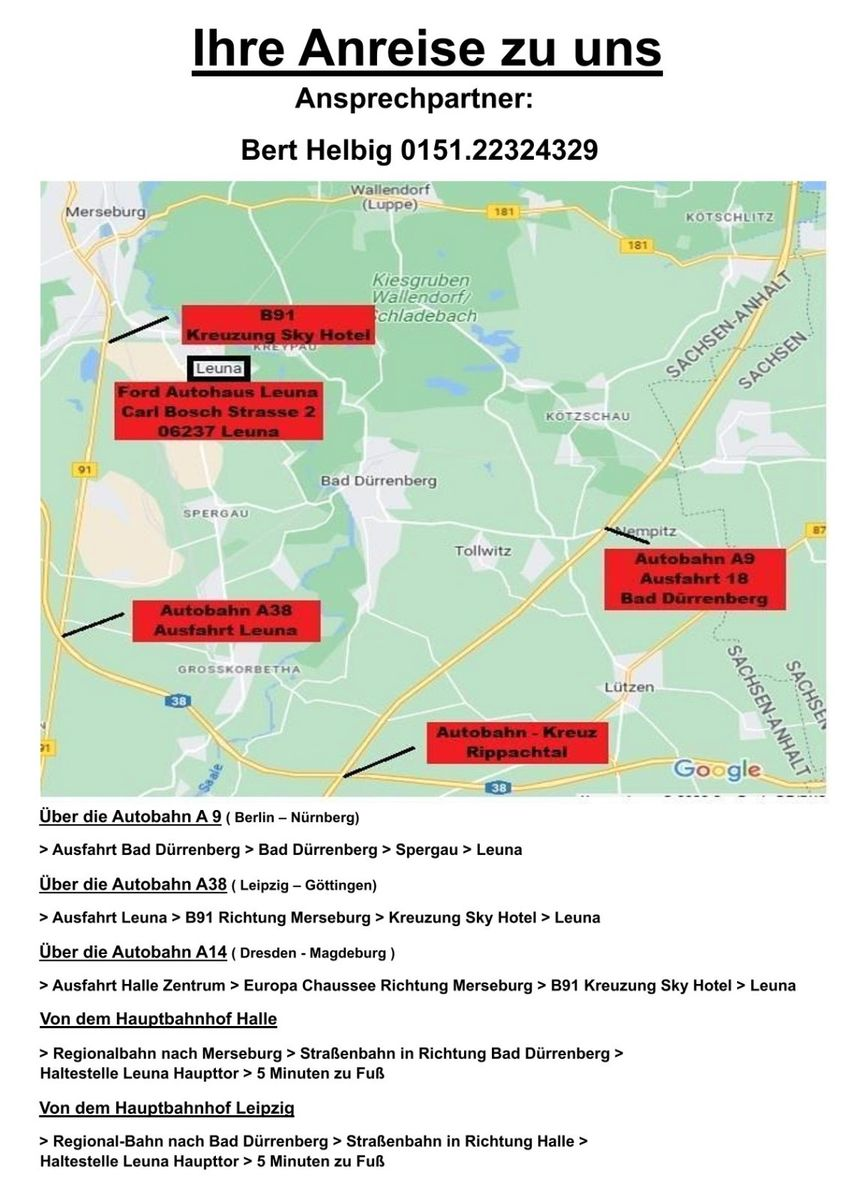 Ihre Anreise zu uns
Ansprechpartner:
Bert Helbig 0151.22324329
Merseburg
Wallendorf
(Luppe)
181
KÖTSCHLITZ
181
Kiesgruben
Wallendorf/
Schladebach
SACHSEN-ANHALT
SACHSEN
B91
Kreuzung Sky Hotel
KREYPAU
Leuna
Ford Autohaus Leuna
Carl Bosch Strasse 2
06237 Leuna
KÖTZSCHAU
91
Bad Dürrenberg
SPERGAU
Nempitz
87
Tollwitz
Autobahn A9
Ausfahrt 18
Bad Dürrenberg
Autobahn A38
Ausfahrt Leuna
GROSSKORBETHA
38
Lützen
SACHSEN-ANHALT
SACHSEN
91
Autobahn - Kreuz
Rippachtal
Saale
Google
38
Über die Autobahn A 9 ( Berlin – Nürnberg)
> Ausfahrt Bad Dürrenberg > Bad Dürrenberg > Spergau > Leuna
Über die Autobahn A38 ( Leipzig – Göttingen)
> Ausfahrt Leuna > B91 Richtung Merseburg > Kreuzung Sky Hotel > Leuna
Über die Autobahn A14 ( Dresden - Magdeburg )
> Ausfahrt Halle Zentrum > Europa Chaussee Richtung Merseburg > B91 Kreuzung Sky Hotel > Leuna
Von dem Hauptbahnhof Halle
> Regionalbahn nach Merseburg > Straßenbahn in Richtung Bad Dürrenberg >
Haltestelle Leuna Haupttor > 5 Minuten zu Fuß
Von dem Hauptbahnhof Leipzig
> Regional-Bahn nach Bad Dürrenberg > Straßenbahn in Richtung Halle >
Haltestelle Leuna Haupttor > 5 Minuten zu Fuß